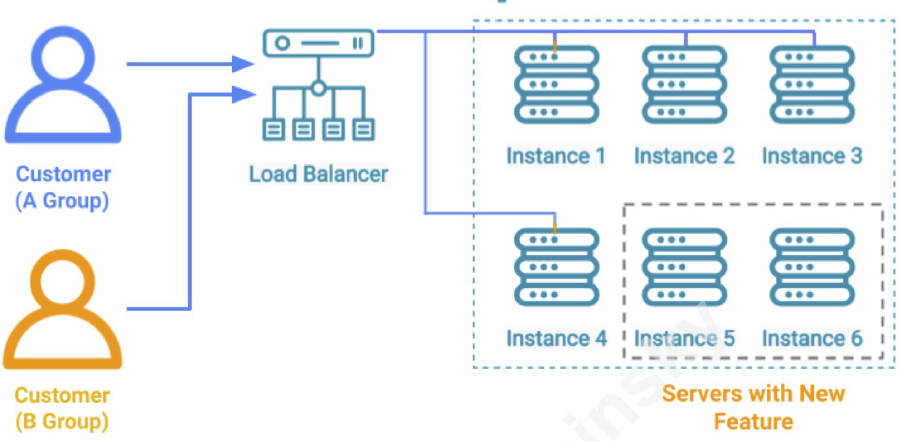 Instance 1
Instance 2
Instance 3
Customer
(A Group)
Load Balancer
Instance 4
Instance 5
Instance 6
Customer
(B Group)
Servers with New
Feature